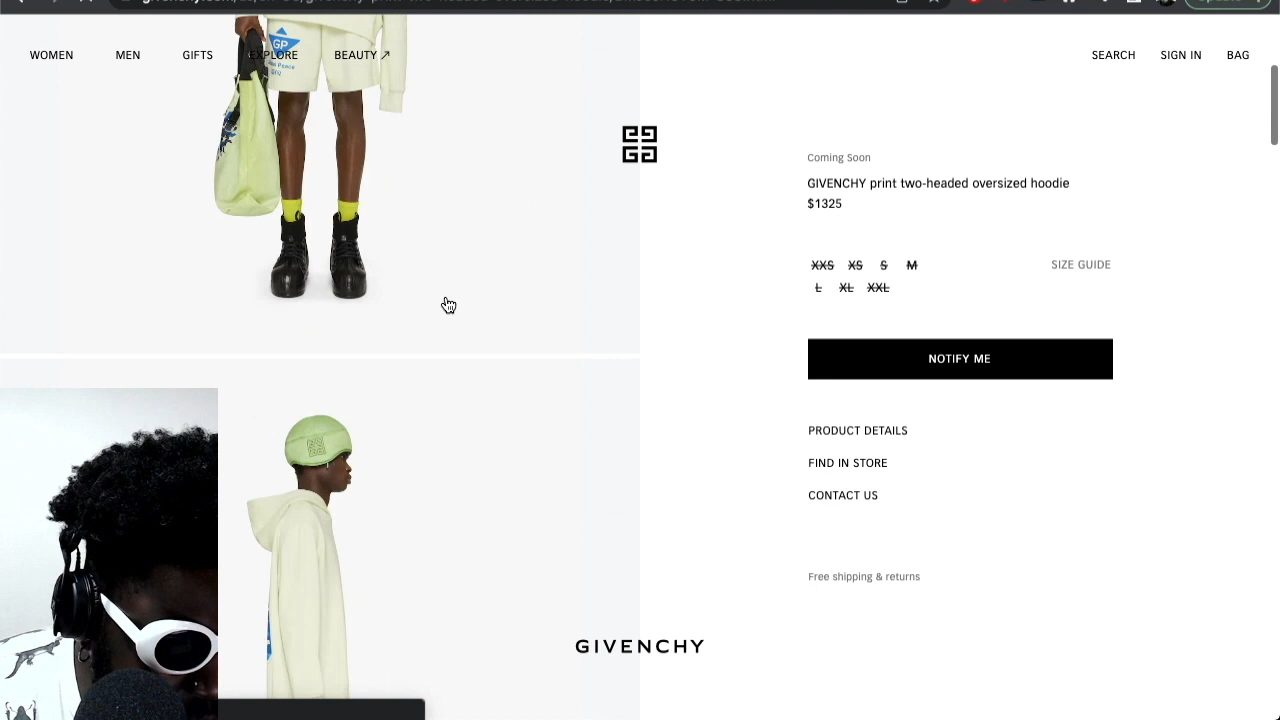 WOMEN MEN GIFTS EXPLORE BEAUTY ↗ SEARCH SIGN IN BAG
GP
Coming Soon
GIVENCHY print two-headed oversized hoodie
$1325
XXS XS S M SIZE GUIDE
L XL XXL
NOTIFY ME
PRODUCT DETAILS
FIND IN STORE
CONTACT US
Free shipping & returns
GIVENCHY